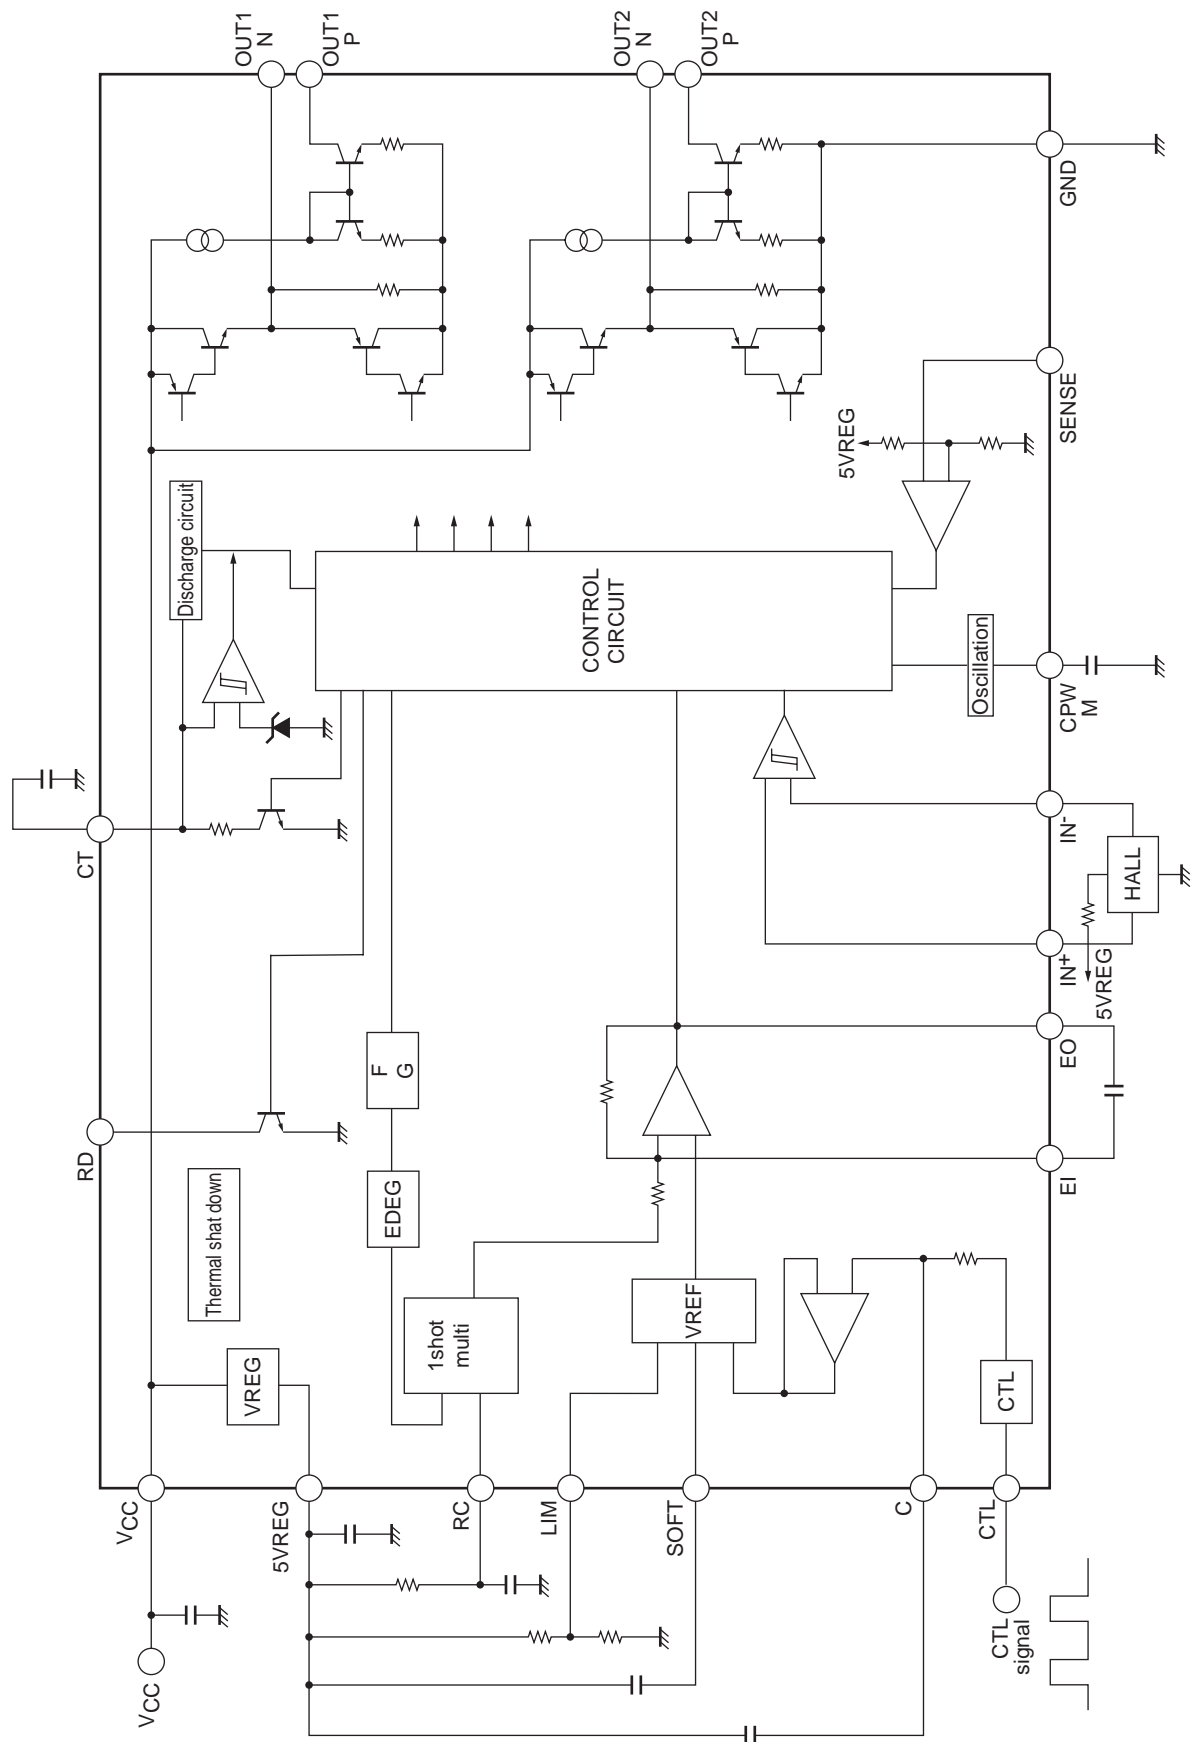 OUT1
N
OUT1
P
OUT2
N
OUT2
P
GND
SENSE
5VREG
Discharge circuit
CONTROL
CIRCUIT
Oscillation
CPW
M
CT
IN-
HALL
IN+
5VREG
F
G
EO
RD
EI
Thermal shat down
EDEG
1shot
multi
VREF
VREG
CTL
VCC
5VREG
RC
LIM
SOFT
C
CTL
VCC
CTL
signal